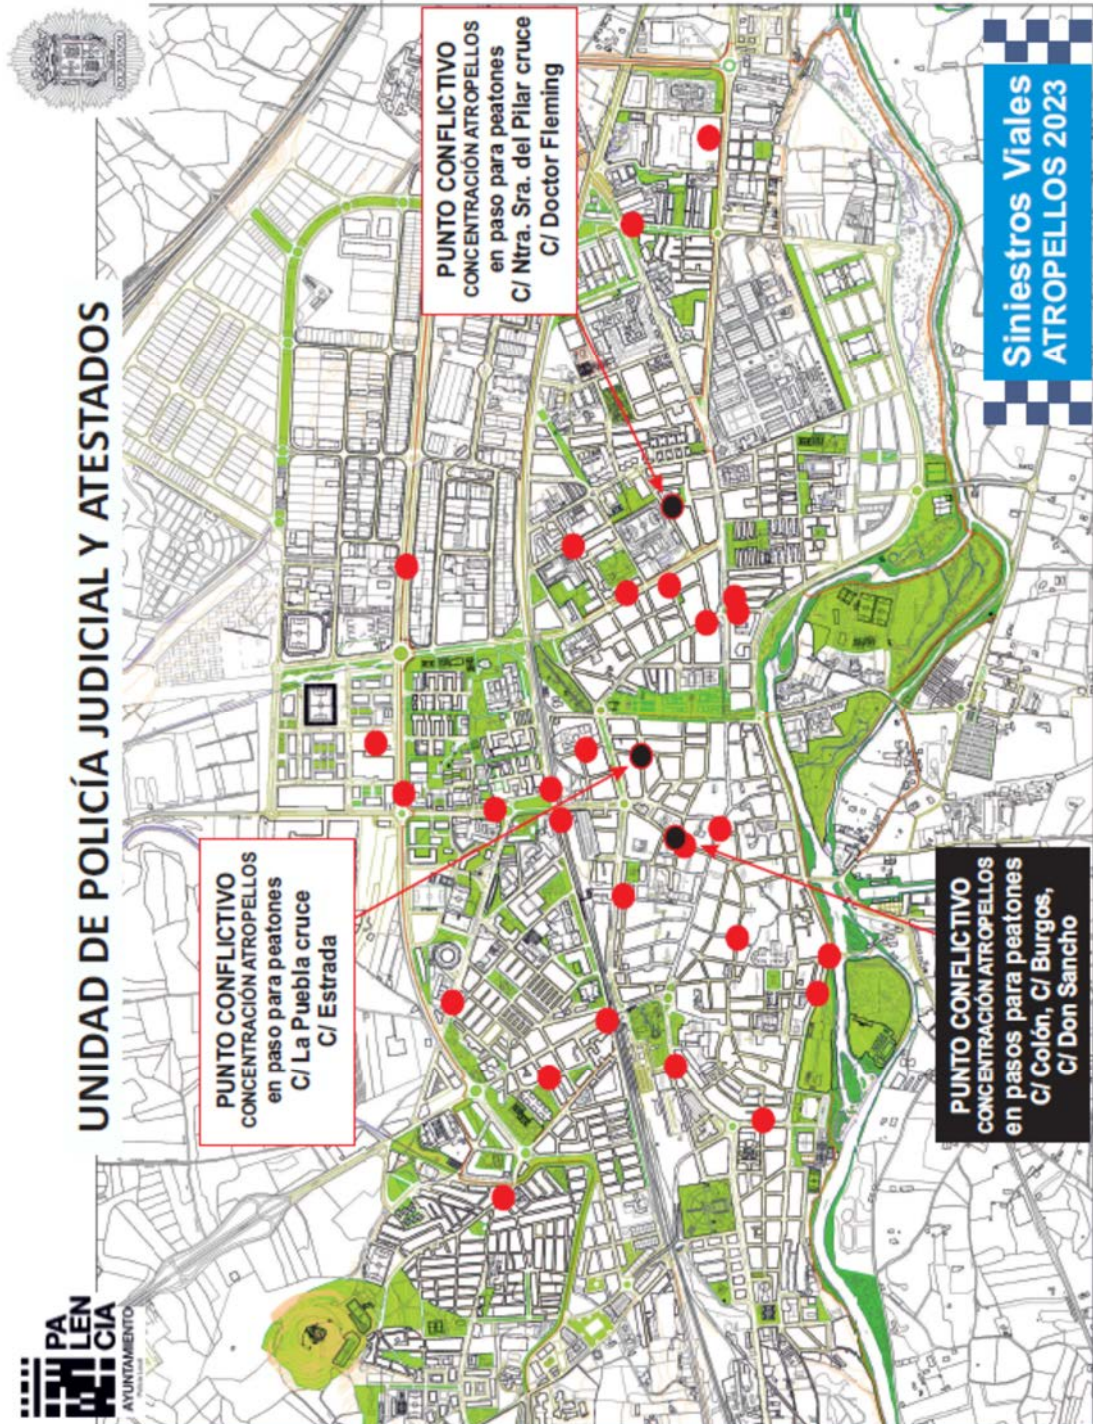 PA
LEN
CIA
AYUNTAMIENTO
UNIDAD DE POLICÍA JUDICIAL Y ATESTADOS
PUNTO CONFLICTIVO
CONCENTRACIÓN ATROPELLOS
en paso para peatones
C/ La Puebla cruce
C/ Estrada
PUNTO CONFLICTIVO
CONCENTRACIÓN ATROPELLOS
en paso para peatones
C/ Ntra. Sra. del Pilar cruce
C/ Doctor Fleming
PUNTO CONFLICTIVO
CONCENTRACIÓN ATROPELLOS
en pasos para peatones
C/ Colón, C/ Burgos,
C/ Don Sancho
Siniestros Viales
ATROPELLOS 2023